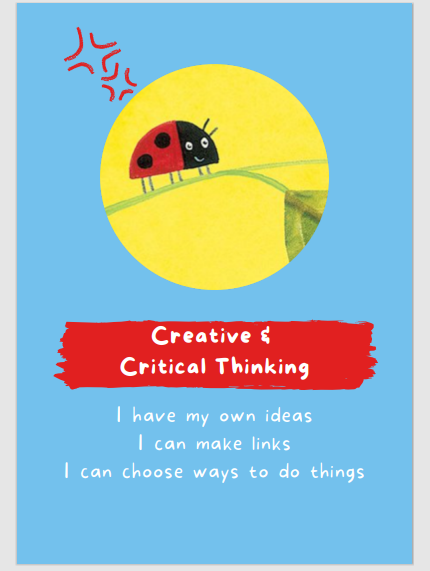 Creative &
Critical Thinking
I have my own ideas
I can make links
I can choose ways to do things